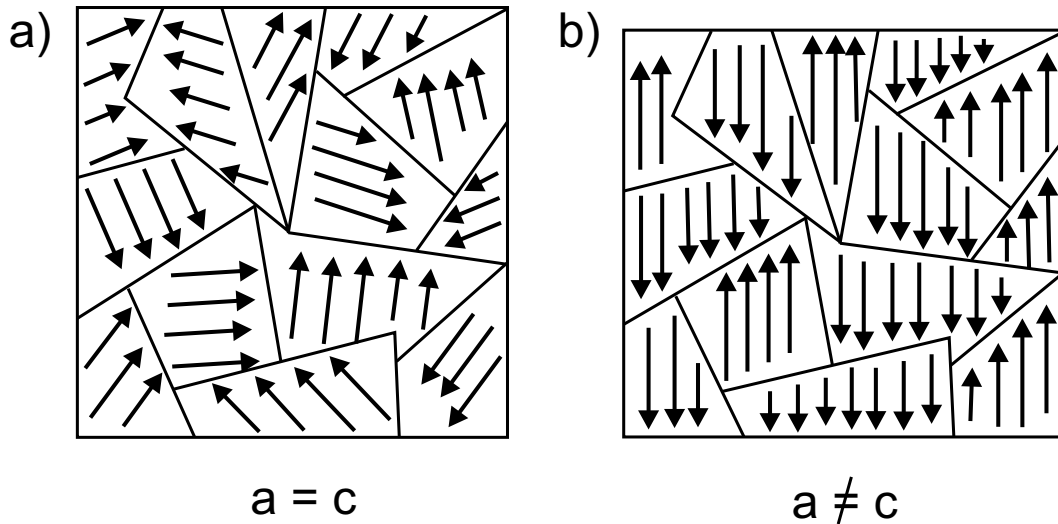 a)
b)
a = c
a ≠ c